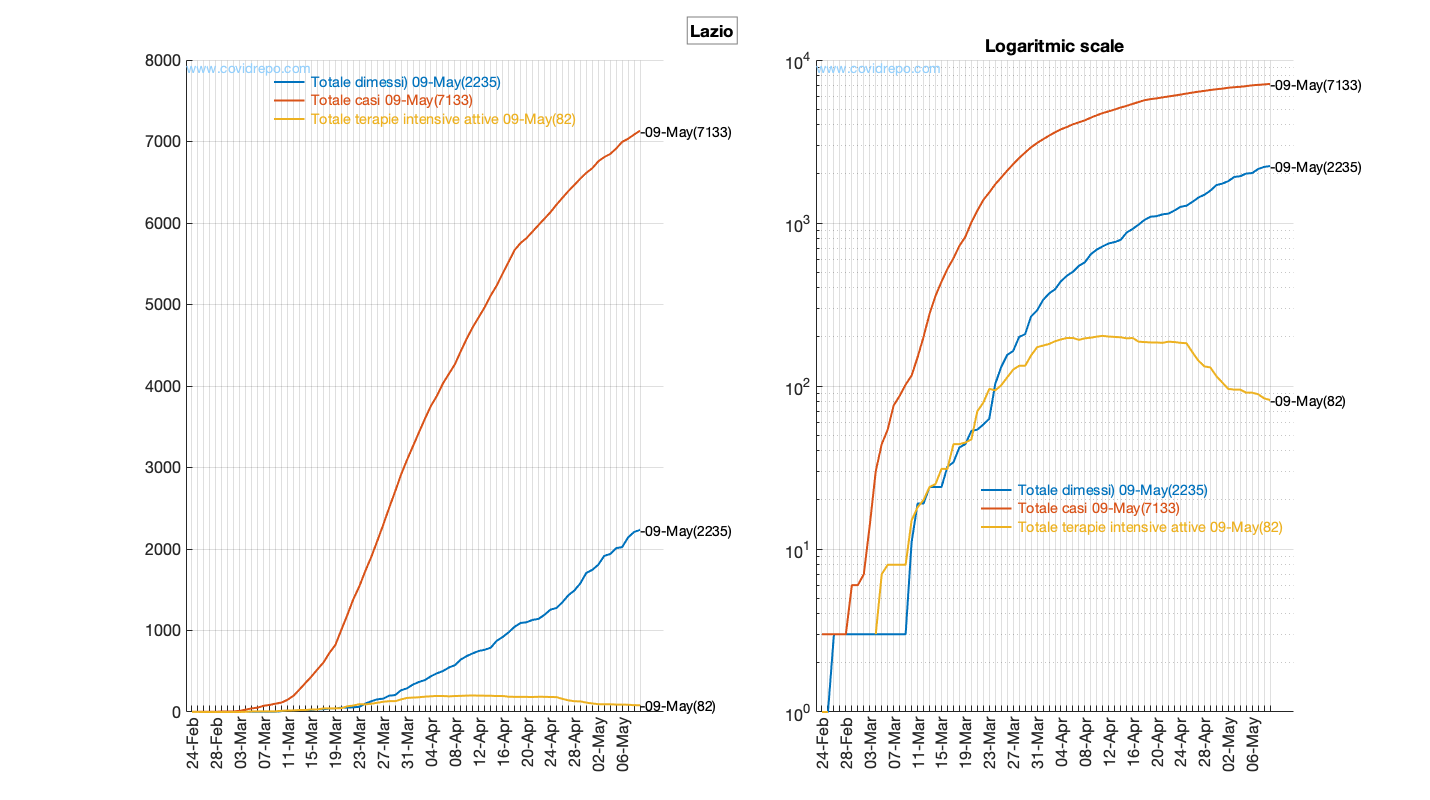 Lazio
8000
7000
6000
5000
4000
3000
2000
1000
0
www.covidrepo.com
Totale dimessi) 09-May(2235)
Totale casi 09-May(7133)
Totale terapie intensive attive 09-May(82)
-09-May(7133)
-09-May(2235)
-09-May(82)
24-Feb
28-Feb
03-Mar
07-Mar
11-Mar
15-Mar
19-Mar
23-Mar
27-Mar
31-Mar
04-Apr
08-Apr
12-Apr
16-Apr
20-Apr
24-Apr
28-Apr
02-May
06-May
Logaritmic scale
10^4
10^3
10^2
10^1
10^0
www.covidrepo.com
-09-May(7133)
-09-May(2235)
-09-May(82)
Totale dimessi) 09-May(2235)
Totale casi 09-May(7133)
Totale terapie intensive attive 09-May(82)
24-Feb
28-Feb
03-Mar
07-Mar
11-Mar
15-Mar
19-Mar
23-Mar
27-Mar
31-Mar
04-Apr
08-Apr
12-Apr
16-Apr
20-Apr
24-Apr
28-Apr
02-May
06-May